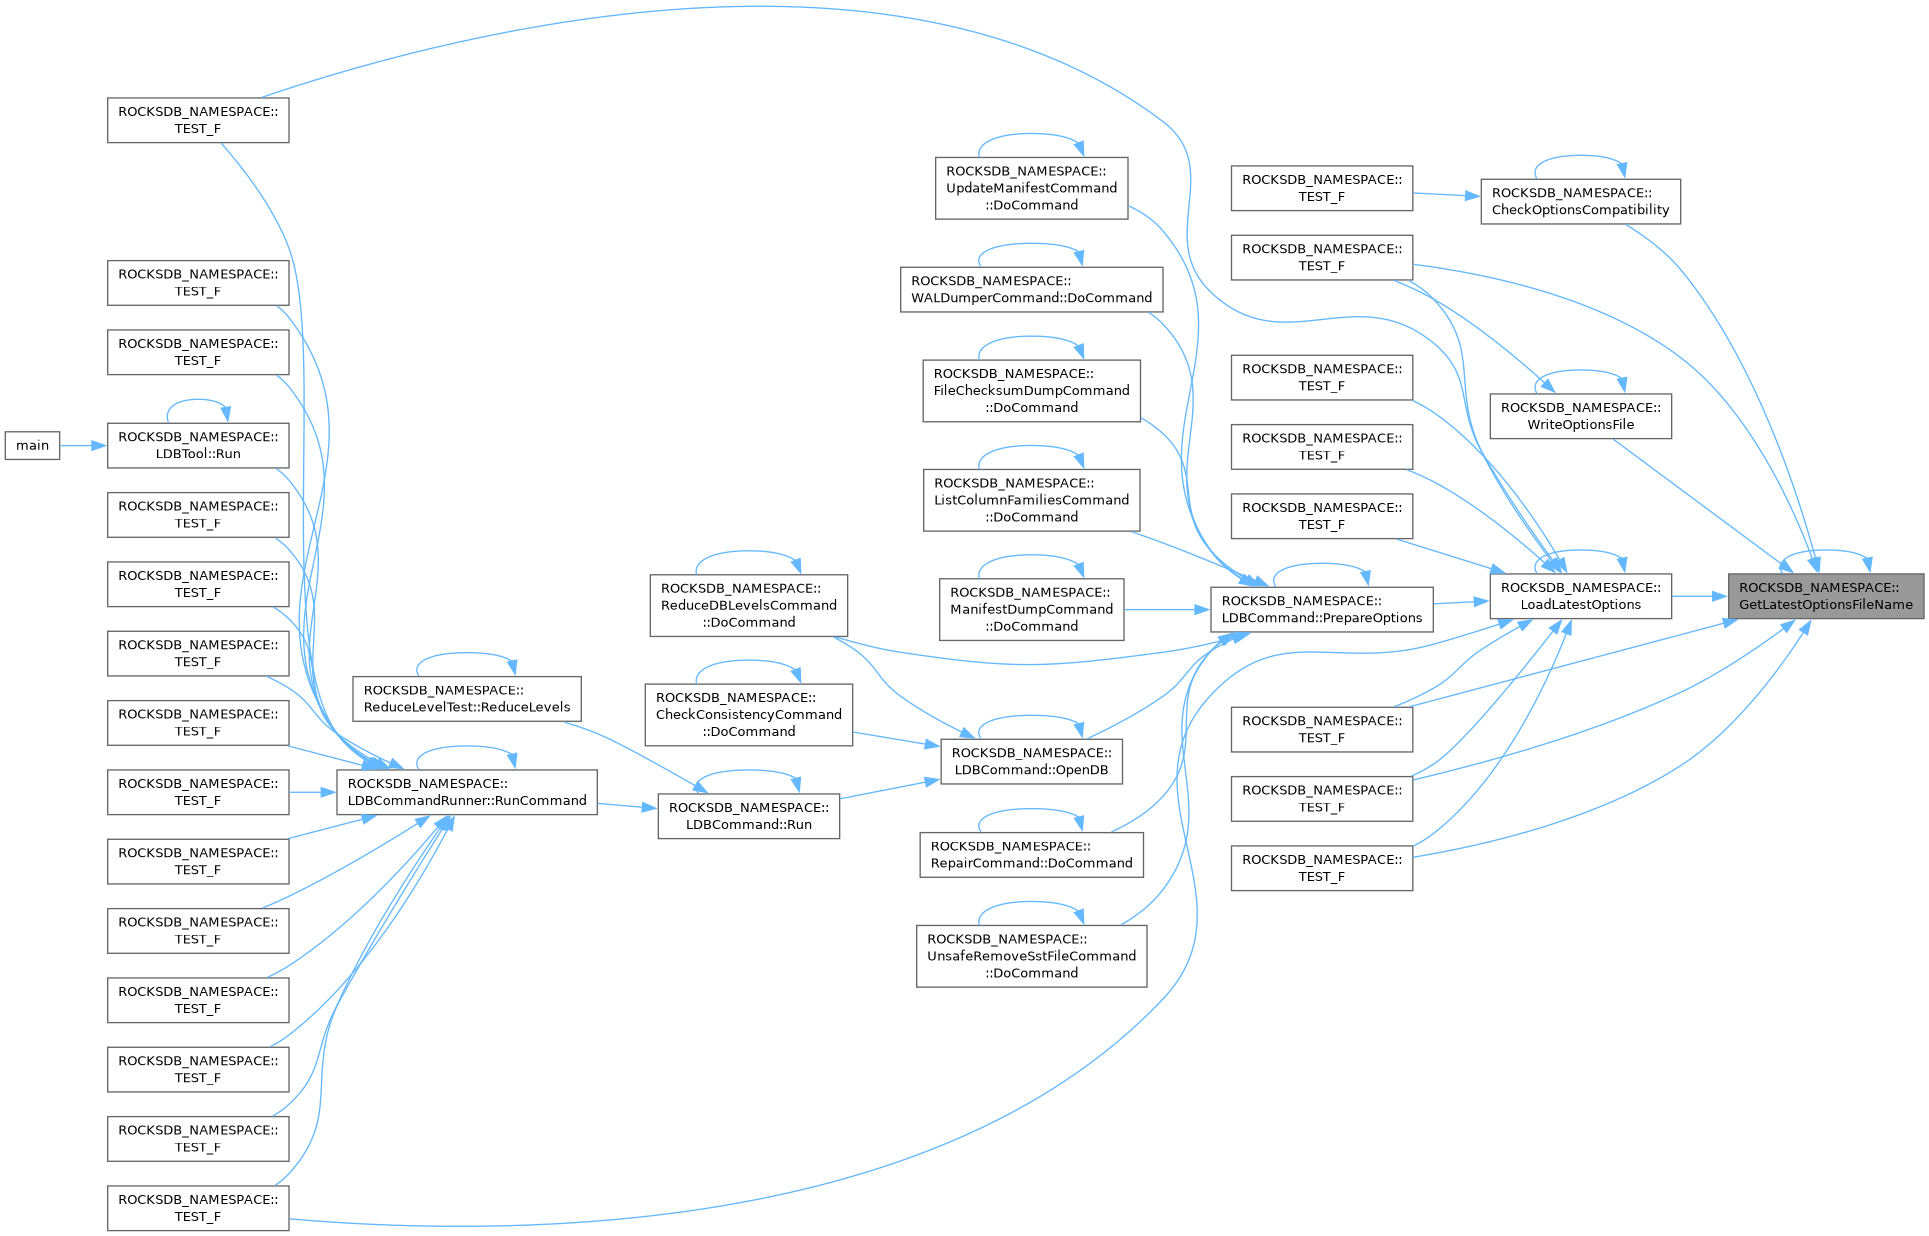 ROCKSDB_NAMESPACE::
TEST_F
ROCKSDB_NAMESPACE::
TEST_F
ROCKSDB_NAMESPACE::
TEST_F
main
ROCKSDB_NAMESPACE::
LDBTool::Run
ROCKSDB_NAMESPACE::
TEST_F
ROCKSDB_NAMESPACE::
TEST_F
ROCKSDB_NAMESPACE::
TEST_F
ROCKSDB_NAMESPACE::
TEST_F
ROCKSDB_NAMESPACE::
TEST_F
ROCKSDB_NAMESPACE::
TEST_F
ROCKSDB_NAMESPACE::
TEST_F
ROCKSDB_NAMESPACE::
TEST_F
ROCKSDB_NAMESPACE::
TEST_F
ROCKSDB_NAMESPACE::
TEST_F
ROCKSDB_NAMESPACE::
TEST_F
ROCKSDB_NAMESPACE::
ReduceLevelTest::ReduceLevels
ROCKSDB_NAMESPACE::
LDBCommandRunner::RunCommand
ROCKSDB_NAMESPACE::
ReduceDBLevelsCommand
::DoCommand
ROCKSDB_NAMESPACE::
CheckConsistencyCommand
::DoCommand
ROCKSDB_NAMESPACE::
LDBCommand::Run
ROCKSDB_NAMESPACE::
UpdateManifestCommand
::DoCommand
ROCKSDB_NAMESPACE::
WALDumperCommand::DoCommand
ROCKSDB_NAMESPACE::
FileChecksumDumpCommand
::DoCommand
ROCKSDB_NAMESPACE::
ListColumnFamiliesCommand
::DoCommand
ROCKSDB_NAMESPACE::
ManifestDumpCommand
::DoCommand
ROCKSDB_NAMESPACE::
LDBCommand::OpenDB
ROCKSDB_NAMESPACE::
RepairCommand::DoCommand
ROCKSDB_NAMESPACE::
UnsafeRemoveSstFileCommand
::DoCommand
ROCKSDB_NAMESPACE::
TEST_F
ROCKSDB_NAMESPACE::
TEST_F
ROCKSDB_NAMESPACE::
TEST_F
ROCKSDB_NAMESPACE::
TEST_F
ROCKSDB_NAMESPACE::
TEST_F
ROCKSDB_NAMESPACE::
LDBCommand::PrepareOptions
ROCKSDB_NAMESPACE::
TEST_F
ROCKSDB_NAMESPACE::
TEST_F
ROCKSDB_NAMESPACE::
TEST_F
ROCKSDB_NAMESPACE::
CheckOptionsCompatibility
ROCKSDB_NAMESPACE::
WriteOptionsFile
ROCKSDB_NAMESPACE::
LoadLatestOptions
ROCKSDB_NAMESPACE::
GetLatestOptionsFileName